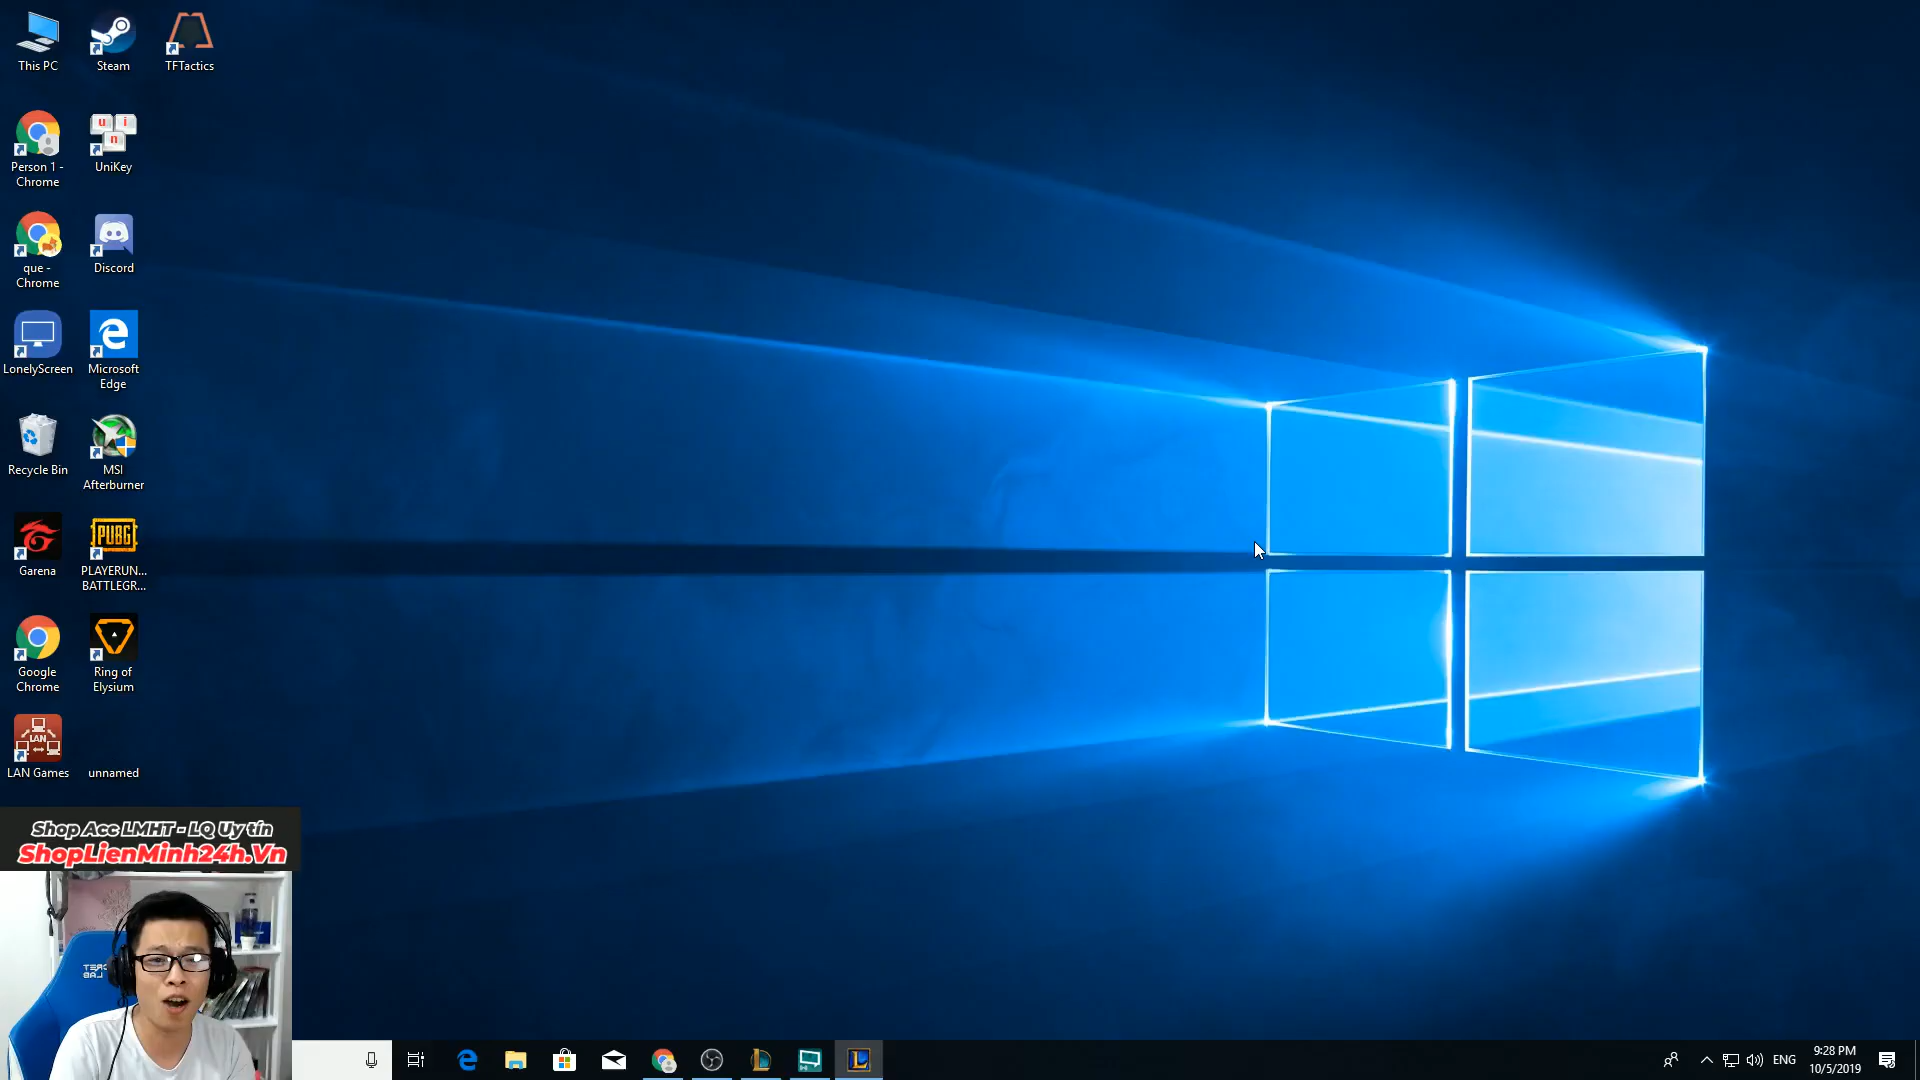 This PC
Steam
TFTactics
Person 1 -
Chrome
UniKey
que -
Chrome
Discord
LonelyScreen
Microsoft
Edge
Recycle Bin
MSI
Afterburner
Garena
PUBG
PLAYERUN...
BATTLEGR...
Google
Chrome
Ring of
Elysium
LAN
LAN Games
unnamed
Shop Acc LMHT - LQ Uy tín
ShopLienMinh24h.Vn
ENG
9:28 PM
10/5/2019